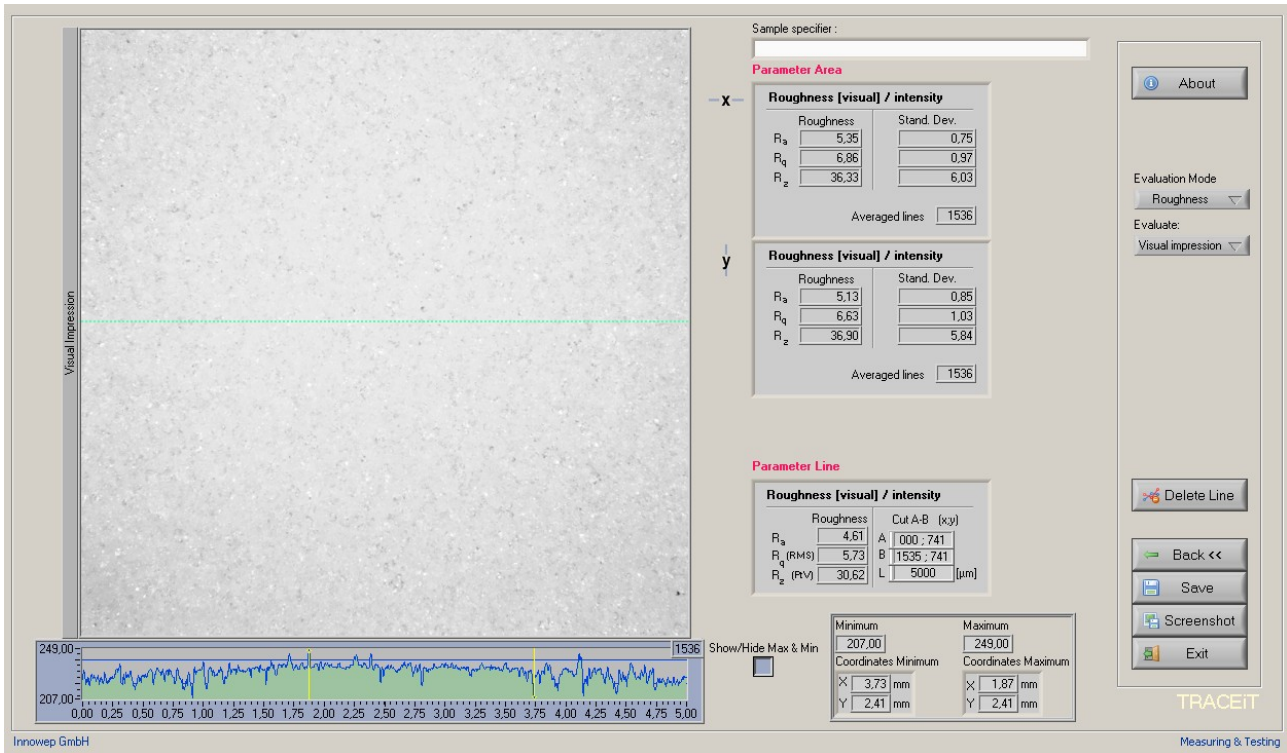 Sample specifier :
Parameter Area
x
Roughness [visual] / intensity
Roughness Stand. Dev.
Ra 5,35 0,75
Rq 6,86 0,97
Rz 36,33 6,03
Averaged lines 1536
y
Roughness [visual] / intensity
Roughness Stand. Dev.
Ra 5,13 0,85
Rq 6,63 1,03
Rz 36,90 5,84
Averaged lines 1536
Visual Impression
Parameter Line
Roughness [visual] / intensity
Roughness Cut A-B (x;y)
Ra 4,61 A 000 ; 741
Rq (RMS) 5,73 B 1535 ; 741
Rz (PtV) 30,62 L 5000 [µm]
249,00
207,00
1536
0,00 0,25 0,50 0,75 1,00 1,25 1,50 1,75 2,00 2,25 2,50 2,75 3,00 3,25 3,50 3,75 4,00 4,25 4,50 4,75 5,00
Show/Hide Max & Min
Minimum Maximum
207,00 249,00
Coordinates Minimum Coordinates Maximum
X 3,73 mm X 1,87 mm
Y 2,41 mm Y 2,41 mm
About
Evaluation Mode
Roughness
Evaluate:
Visual impression
Delete Line
Back <<
Save
Screenshot
Exit
TRACEiT
Innowep GmbH
Measuring & Testing